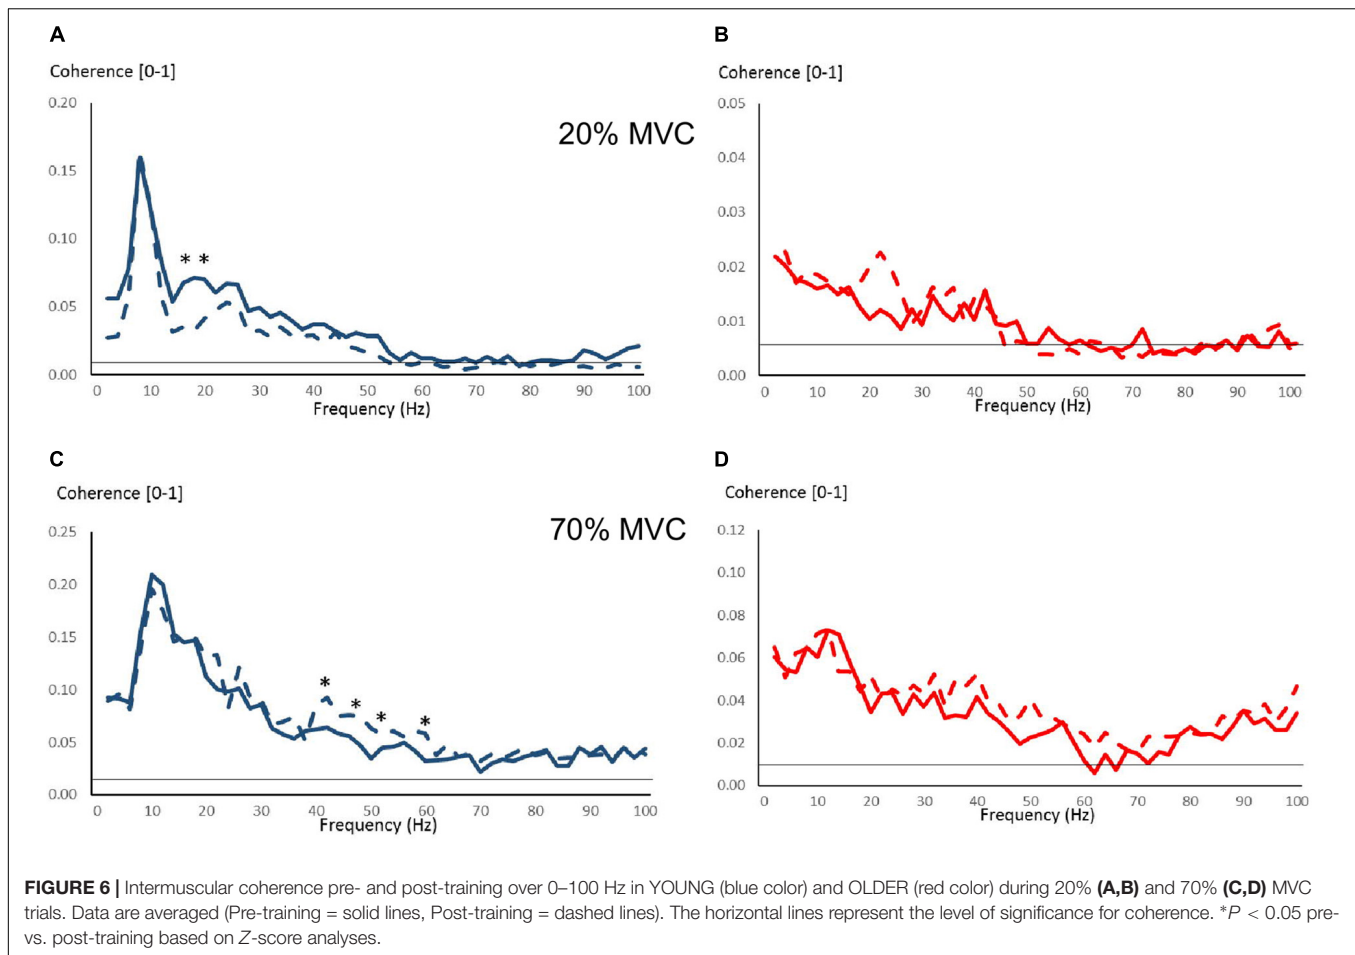 A
Coherence [0-1]
0.20
0.15
0.10
0.05
0.00
* *
0 10 20 30 40 50 60 70 80 90 100
Frequency (Hz)
20% MVC
B
Coherence [0-1]
0.05
0.04
0.03
0.02
0.01
0.00
0 10 20 30 40 50 60 70 80 90 100
Frequency (Hz)
C
Coherence [0-1]
0.25
0.20
0.15
0.10
0.05
0.00
* * * *
0 10 20 30 40 50 60 70 80 90 100
Frequency (Hz)
70% MVC
D
Coherence [0-1]
0.12
0.10
0.08
0.06
0.04
0.02
0.00
0 10 20 30 40 50 60 70 80 90 100
Frequency (Hz)
FIGURE 6 | Intermuscular coherence pre- and post-training over 0–100 Hz in YOUNG (blue color) and OLDER (red color) during 20% (A,B) and 70% (C,D) MVC
trials. Data are averaged (Pre-training = solid lines, Post-training = dashed lines). The horizontal lines represent the level of significance for coherence. *P < 0.05 pre-
vs. post-training based on Z-score analyses.